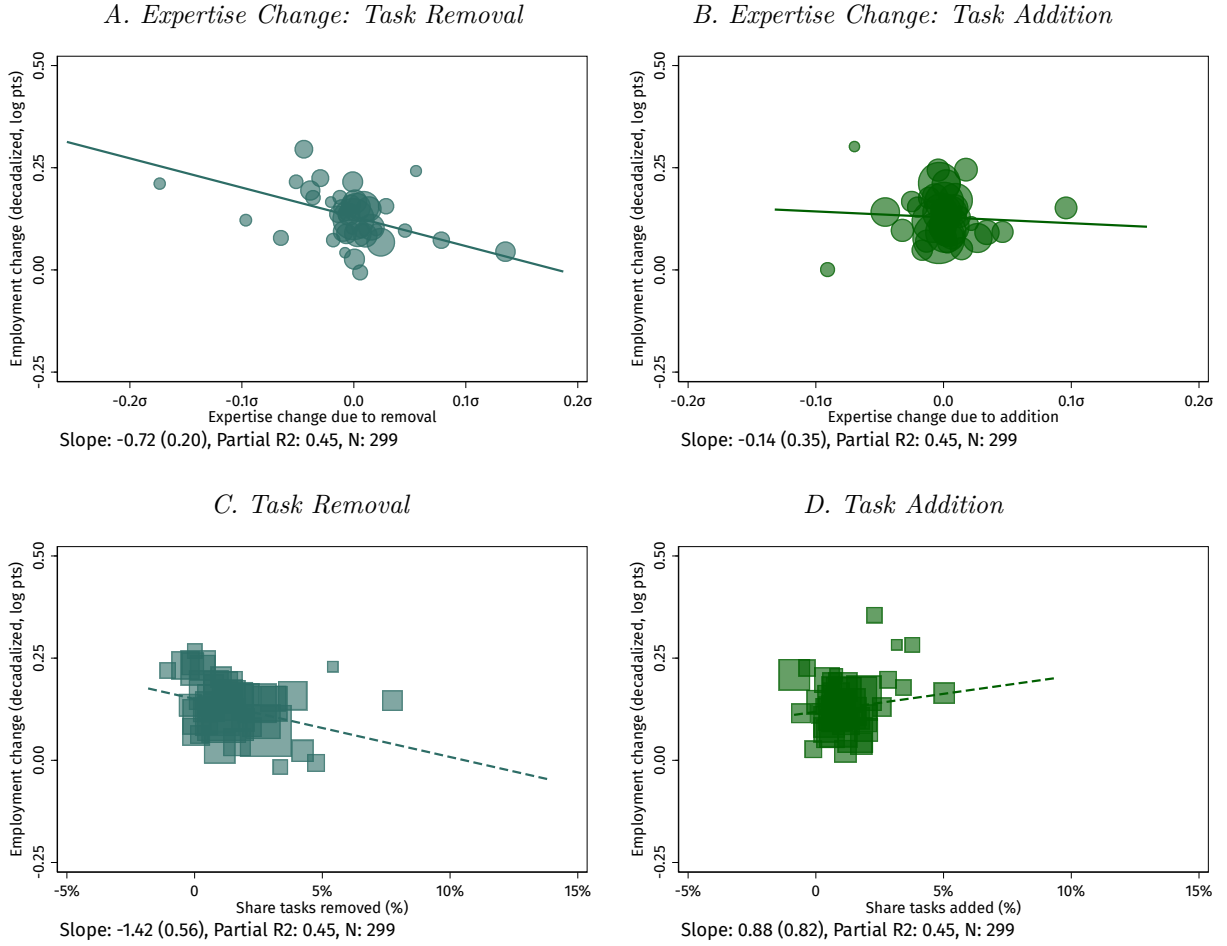 A. Expertise Change: Task Removal
Employment change (decadalized, log pts)
0.50
0.25
0.00
-0.25
-0.2σ -0.1σ 0.0 0.1σ 0.2σ
Expertise change due to removal
Slope: -0.72 (0.20), Partial R2: 0.45, N: 299
B. Expertise Change: Task Addition
Employment change (decadalized, log pts)
0.50
0.25
0.00
-0.25
-0.2σ -0.1σ 0.0 0.1σ 0.2σ
Expertise change due to addition
Slope: -0.14 (0.35), Partial R2: 0.45, N: 299
C. Task Removal
Employment change (decadalized, log pts)
0.50
0.25
0.00
-0.25
-5% 0 5% 10% 15%
Share tasks removed (%)
Slope: -1.42 (0.56), Partial R2: 0.45, N: 299
D. Task Addition
Employment change (decadalized, log pts)
0.50
0.25
0.00
-0.25
-5% 0 5% 10% 15%
Share tasks added (%)
Slope: 0.88 (0.82), Partial R2: 0.45, N: 299